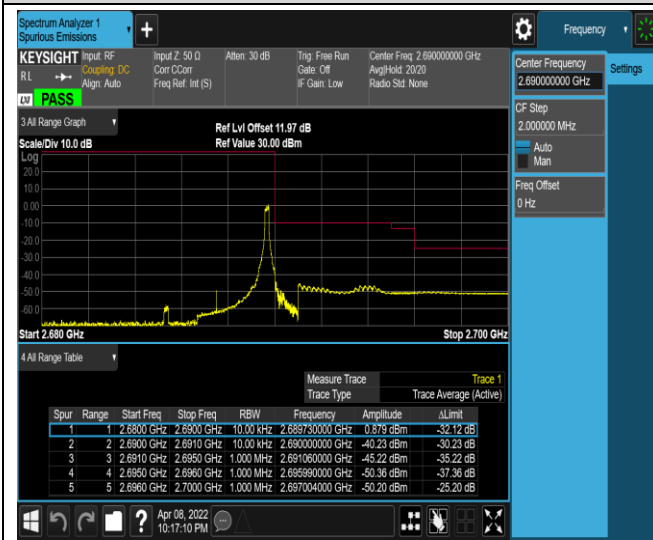 Spectrum Analyzer 1
Spurious Emissions
+
Frequency
KEYSIGHT Input: RF Input Z: 50 Ω Atten: 30 dB Trig: Free Run Center Freq: 2.690000000 GHz
RL Coupling: DC Corr CCorr Gate: Off Avg|Hold: 20/20
Align: Auto Freq Ref: Int (S) IF Gain: Low Radio Std: None
LXI PASS
Center Frequency
2.690000000 GHz
Settings
CF Step
2.000000 MHz
Auto
Man
Freq Offset
0 Hz
3 All Range Graph
Ref Lvl Offset 11.97 dB
Scale/Div 10.0 dB Ref Value 30.00 dBm
Log
20.0
10.0
0.00
-10.0
-20.0
-30.0
-40.0
-50.0
-60.0
Start 2.680 GHz Stop 2.700 GHz
4 All Range Table
Measure Trace Trace 1
Trace Type Trace Average (Active)
Spur Range Start Freq Stop Freq RBW Frequency Amplitude ΔLimit
1 1 2.6800 GHz 2.6900 GHz 10.00 kHz 2.689730000 GHz 0.879 dBm -32.12 dB
2 2 2.6900 GHz 2.6910 GHz 10.00 kHz 2.690000000 GHz -40.23 dBm -30.23 dB
3 3 2.6910 GHz 2.6950 GHz 1.000 MHz 2.691060000 GHz -45.22 dBm -35.22 dB
4 4 2.6950 GHz 2.6960 GHz 1.000 MHz 2.695990000 GHz -50.36 dBm -37.36 dB
5 5 2.6960 GHz 2.7000 GHz 1.000 MHz 2.697004000 GHz -50.20 dBm -25.20 dB
?
Apr 08, 2022
10:17:10 PM